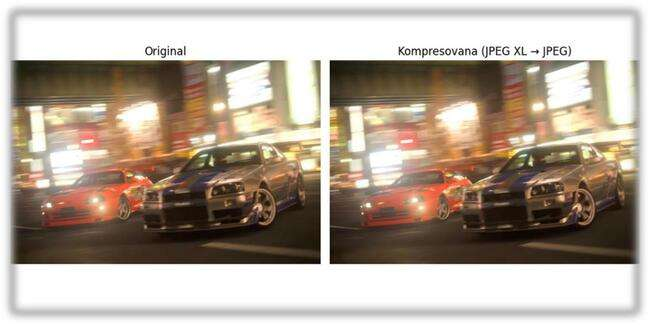 Original
Kompresovana (JPEG XL → JPEG)